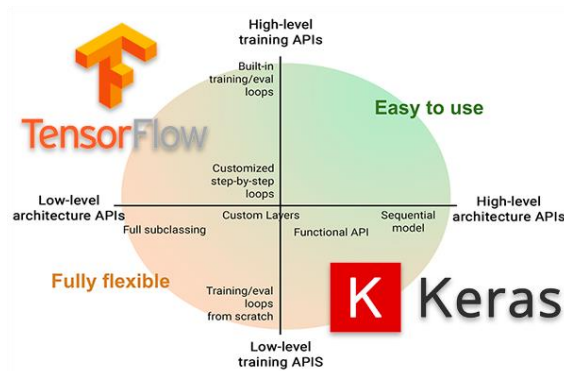 High-level
training APIs
Built-in
training/eval
loops
Easy to use
TensorFlow
Customized
step-by-step
loops
Low-level
architecture APIs
High-level
architecture APIs
Custom Layers
Sequential
model
Full subclassing
Functional API
Fully flexible
Training/eval
loops
from scratch
K Keras
Low-level
training APIS